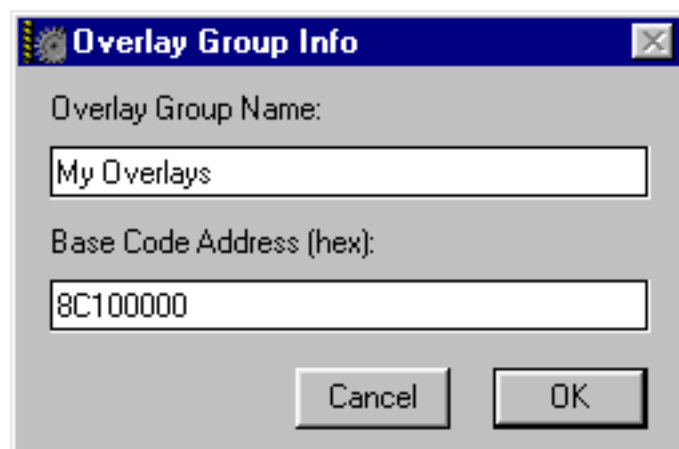 Overlay Group Info
Overlay Group Name:
My Overlays
Base Code Address (hex):
8C100000
Cancel OK